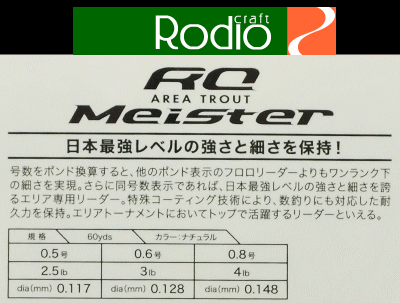 Rodio craft
RC
AREA TROUT
Meister
日本最強レベルの強さと細さを保持！
号数をポンド換算すると、他のポンド表示のフロロリーダーよりもワンランク下
の細さを実現。さらに同号数表示であれば、日本最強レベルの強さと細さを誇
るエリア専用リーダー。特殊コーティング技術により、数釣りにも対応した耐
久力を保持。エリアトーナメントにおいてトップで活躍するリーダーといえる。
規格 60yds カラー：ナチュラル
0.5号 0.6号 0.8号
2.5lb 3lb 4lb
dia(mm) 0.117 dia(mm) 0.128 dia(mm) 0.148